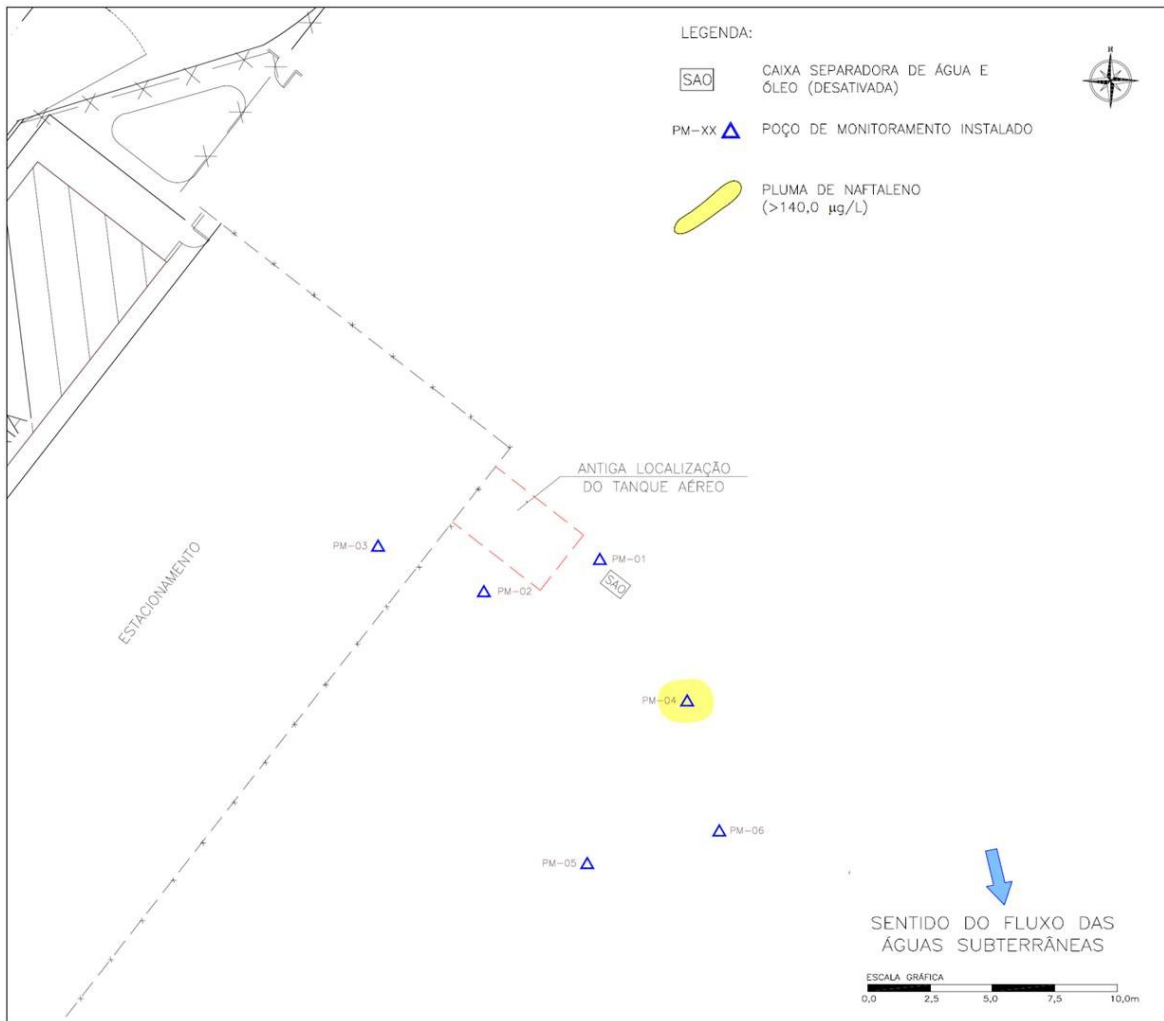 LEGENDA:
N
SAO
CAIXA SEPARADORA DE ÁGUA E
ÓLEO (DESATIVADA)
PM-XX
POÇO DE MONITORAMENTO INSTALADO
PLUMA DE NAFTALENO
(>140,0 µg/L)
ANTIGA LOCALIZAÇÃO
DO TANQUE AÉREO
PM-03
PM-01
SAO
PM-02
ESTACIONAMENTO
PM-04
PM-06
PM-05
SENTIDO DO FLUXO DAS
ÁGUAS SUBTERRÂNEAS
ESCALA GRÁFICA
0,0 2,5 5,0 7,5 10,0m